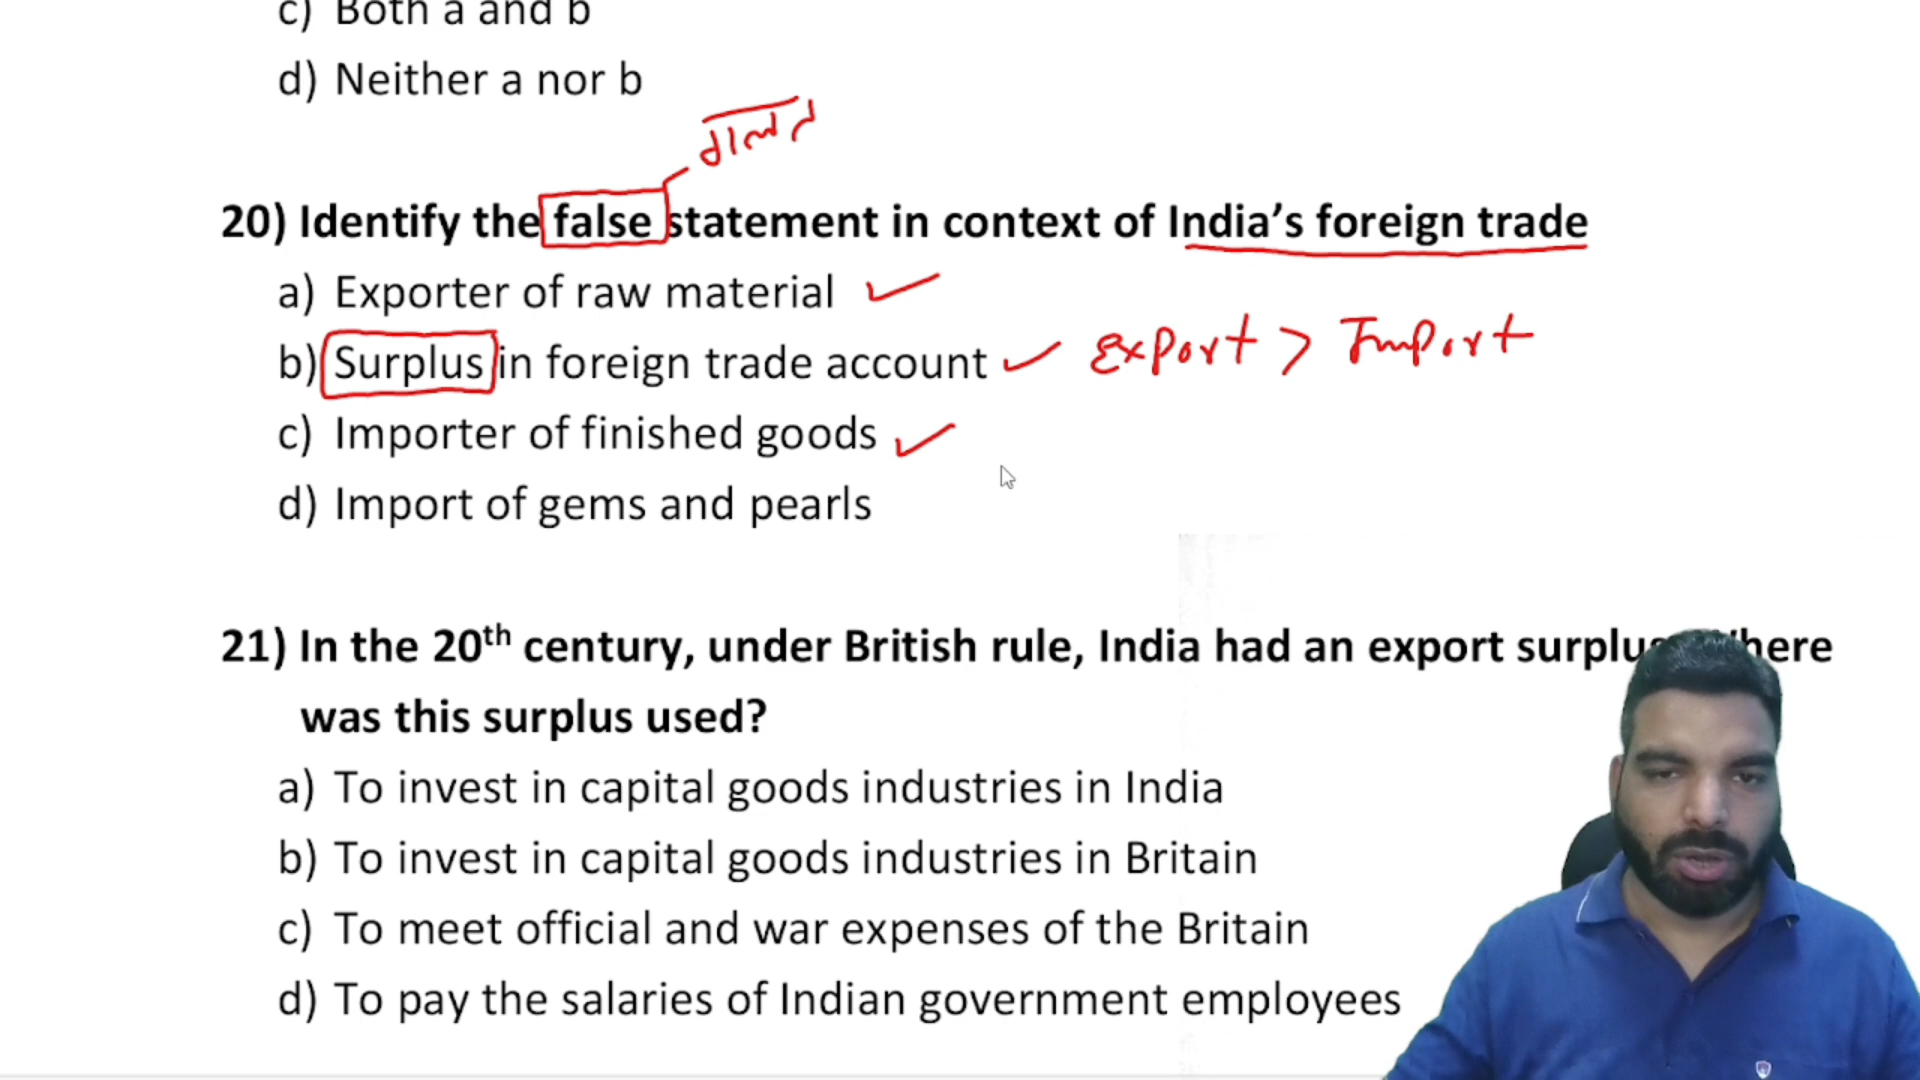 c) Both a and b
d) Neither a nor b
20) Identify the false statement in context of India’s foreign trade
a) Exporter of raw material
b) Surplus in foreign trade account Export > Import
c) Importer of finished goods
d) Import of gems and pearls
21) In the 20th century, under British rule, India had an export
was this surplus used?
a) To invest in capital goods industries in India
b) To invest in capital goods industries in Britain
c) To meet official and war expenses of the Britain
d) To pay the salaries of Indian government employees